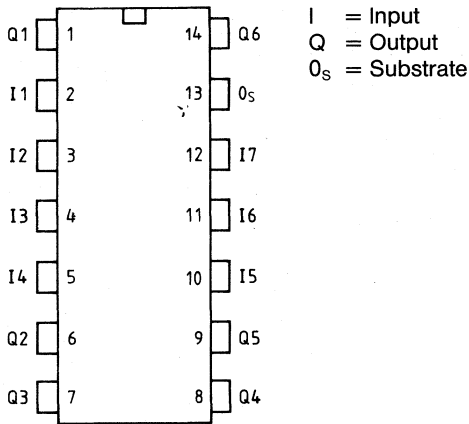 Q1 1 14 Q6
I1 2 13 0S
I2 3 12 I7
I3 4 11 I6
I4 5 10 I5
Q2 6 9 Q5
Q3 7 8 Q4
I = Input
Q = Output
0S = Substrate